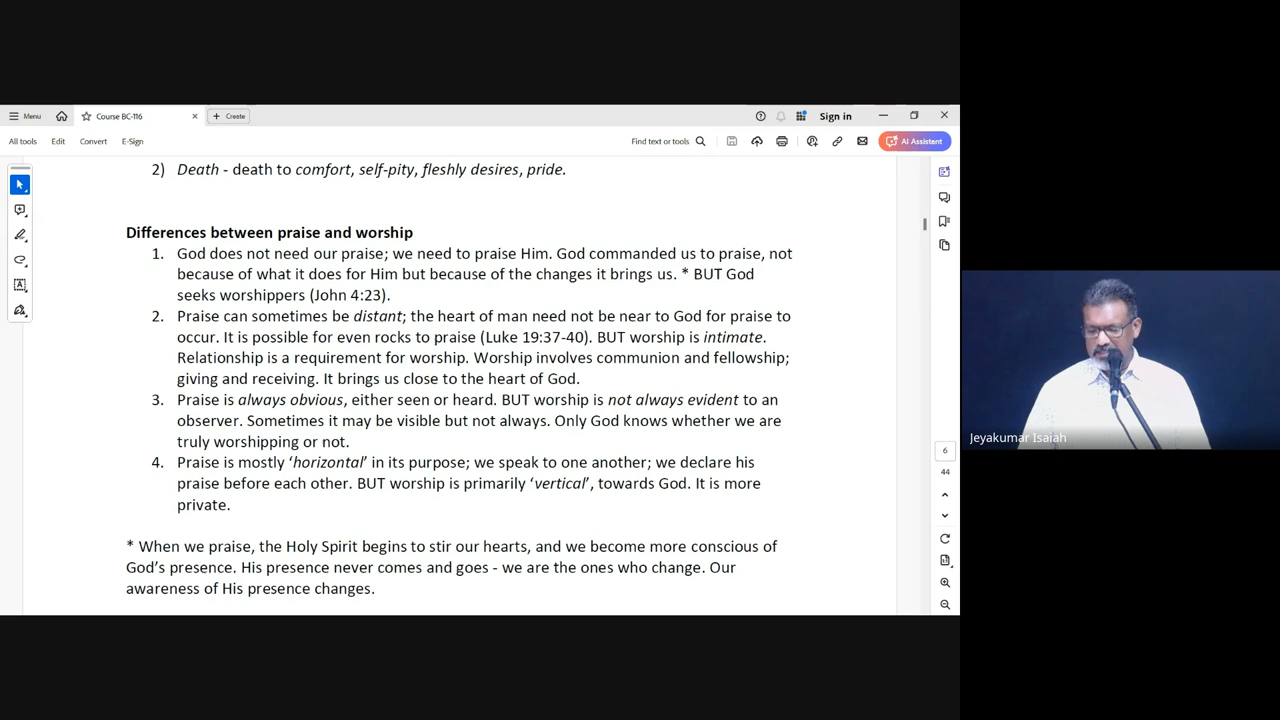 Menu
Course BC-116
Create
Sign in
All tools
Edit
Convert
E-Sign
Find text or tools
AI Assistant
2) Death - death to comfort, self-pity, fleshly desires, pride.
Differences between praise and worship
1. God does not need our praise; we need to praise Him. God commanded us to praise, not
because of what it does for Him but because of the changes it brings us. * BUT God
seeks worshippers (John 4:23).
2. Praise can sometimes be distant; the heart of man need not be near to God for praise to
occur. It is possible for even rocks to praise (Luke 19:37-40). BUT worship is intimate.
Relationship is a requirement for worship. Worship involves communion and fellowship;
giving and receiving. It brings us close to the heart of God.
3. Praise is always obvious, either seen or heard. BUT worship is not always evident to an
observer. Sometimes it may be visible but not always. Only God knows whether we are
truly worshipping or not.
4. Praise is mostly ‘horizontal’ in its purpose; we speak to one another; we declare his
praise before each other. BUT worship is primarily ‘vertical’, towards God. It is more
private.
* When we praise, the Holy Spirit begins to stir our hearts, and we become more conscious of
God’s presence. His presence never comes and goes - we are the ones who change. Our
awareness of His presence changes.
6
44
Jeyakumar Isaiah